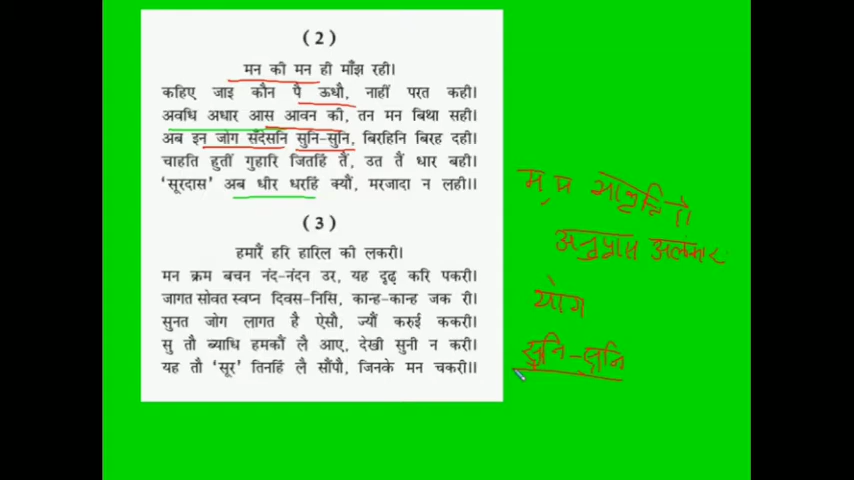 (2)
मन की मन ही माँझ रही।
कहिए जाइ कौन पै ऊधौ, नाहीं परत कही।
अवधि अधार आस आवन की, तन मन बिथा सही।
अब इन जोग सँदेसनि सुनि-सुनि, बिरहिनि बिरह दही।
चाहति हुतीं गुहारि जितहिं तैं, उत तैं धार बही।
'सूरदास' अब धीर धरहिं क्यौं, मरजादा न लही।।
(3)
हमारैं हरि हारिल की लकरी।
मन क्रम बचन नंद-नंदन उर, यह दृढ़ करि पकरी।
जागत सोवत स्वप्न दिवस-निसि, कान्ह-कान्ह जक री।
सुनत जोग लागत है ऐसौ, ज्यौं करुई ककरी।
सु तौ ब्याधि हमकौं लै आए, देखी सुनी न करी।
यह तौ 'सूर' तिनहिं लै सौंपौ, जिनके मन चकरी।।
म, प
अनुप्रास अलंकार
योग
सुनि-सुनि